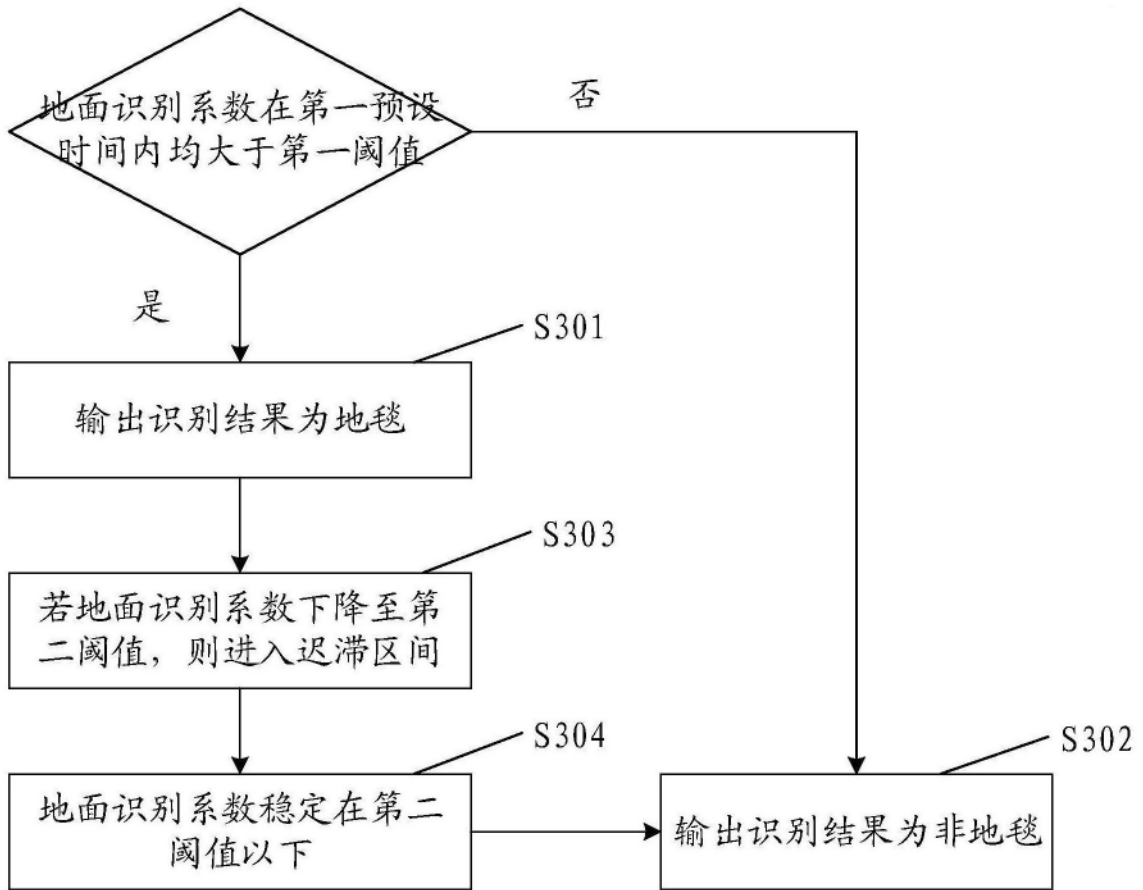 地面识别系数在第一预设
时间内均大于第一阈值
否
是
S301
输出识别结果为地毯
S303
若地面识别系数下降至第
二阈值，则进入迟滞区间
S304
地面识别系数稳定在第二
阈值以下
S302
输出识别结果为非地毯